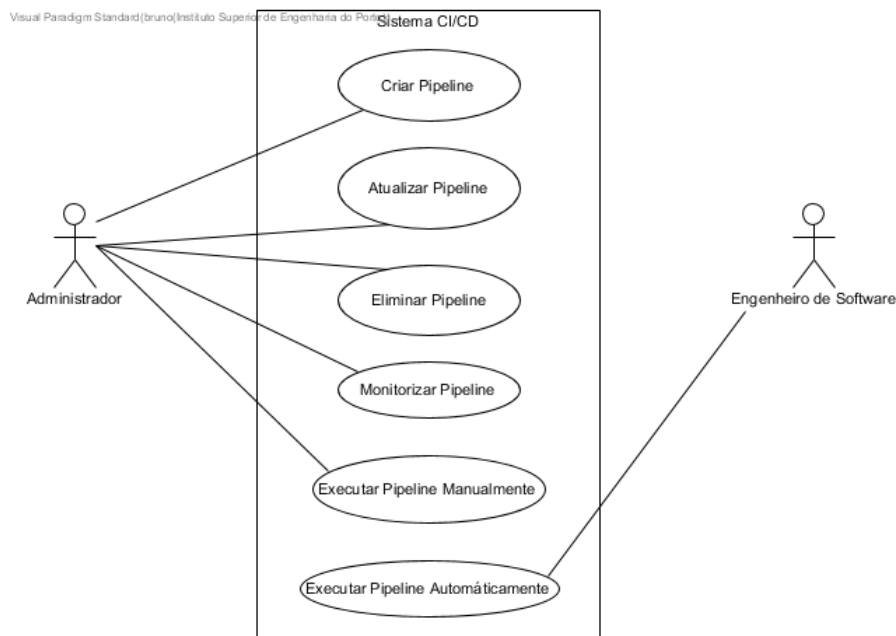 Visual Paradigm Standard(bruno(Instituto Superior de Engenharia do Porto))
Sistema CI/CD
Criar Pipeline
Atualizar Pipeline
Administrador
Eliminar Pipeline
Engenheiro de Software
Monitorizar Pipeline
Executar Pipeline Manualmente
Executar Pipeline Automáticamente